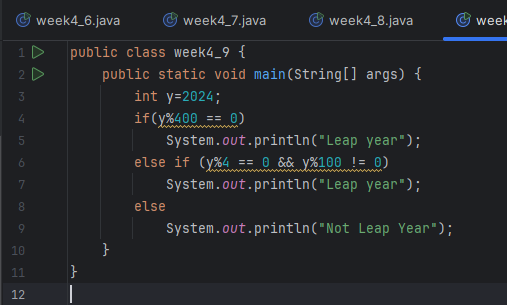 week4_6.java week4_7.java week4_8.java week
1 public class week4_9 {
2 public static void main(String[] args) {
3 int y=2024;
4 if(y%400 == 0)
5 System.out.println("Leap year");
6 else if (y%4 == 0 && y%100 != 0)
7 System.out.println("Leap year");
8 else
9 System.out.println("Not Leap Year");
10 }
11 }
12